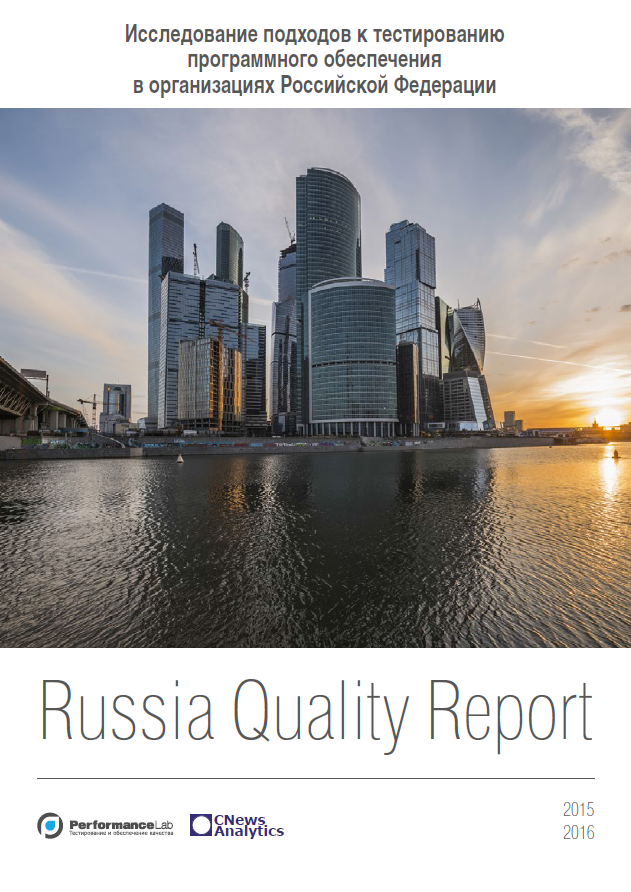 Исследование подходов к тестированию
программного обеспечения
в организациях Российской Федерации
Russia Quality Report
PerformanceLab
Тестирование и обеспечение качества
CNews
Analytics
2015
2016